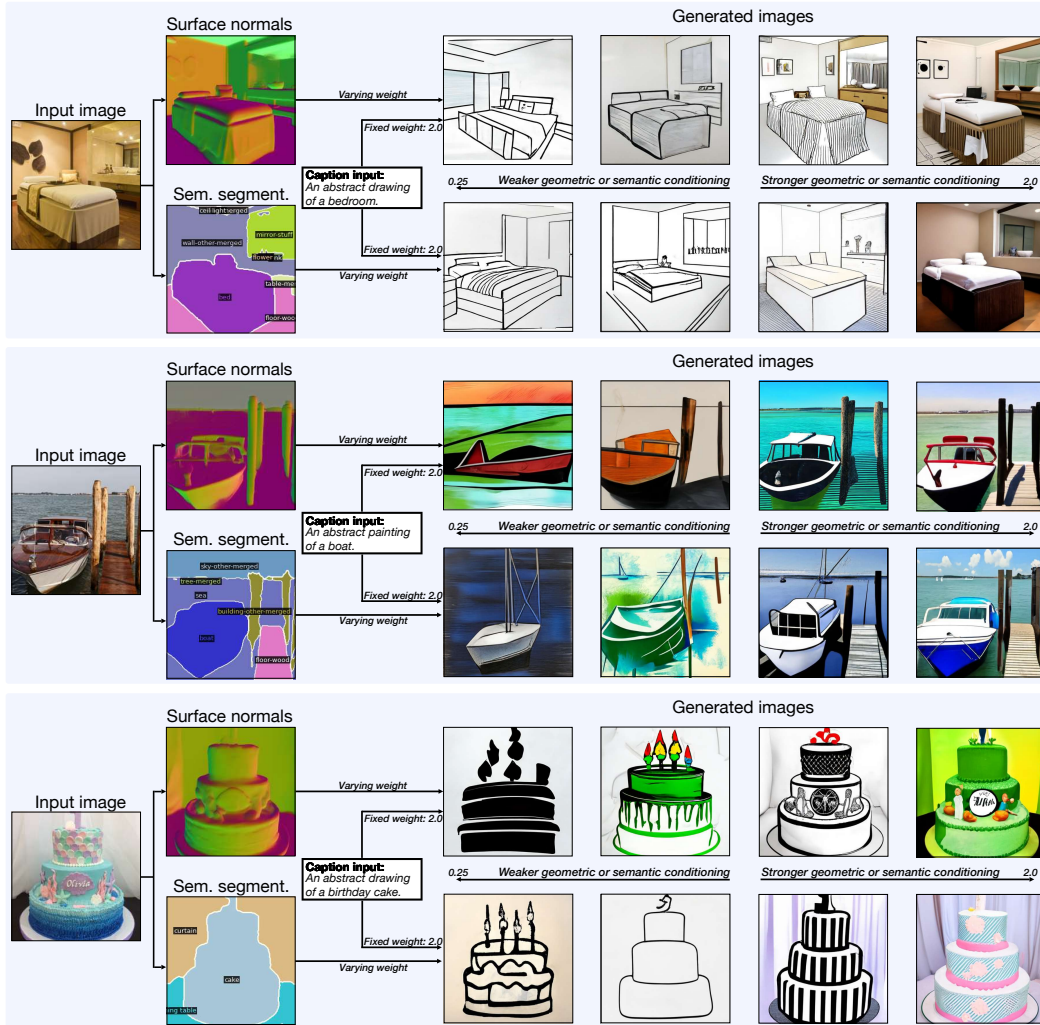 Surface normals
Generated images
Input image
Varying weight
Fixed weight: 2.0
Caption input:
An abstract drawing
of a bedroom.
0.25
Weaker geometric or semantic conditioning
Stronger geometric or semantic conditioning
2.0
Sem. segment.
wall-other-merged
mirror-stuff
flower
bed
floor-wood
Fixed weight: 2.0
Varying weight
Surface normals
Generated images
Input image
Varying weight
Fixed weight: 2.0
Caption input:
An abstract painting
of a boat.
0.25
Weaker geometric or semantic conditioning
Stronger geometric or semantic conditioning
2.0
Sem. segment.
sky-other-merged
tree-merged
sea
building-other-merged
boat
floor-wood
Fixed weight: 2.0
Varying weight
Surface normals
Generated images
Input image
Olivia
Varying weight
Fixed weight: 2.0
Caption input:
An abstract drawing
of a birthday cake.
0.25
Weaker geometric or semantic conditioning
Stronger geometric or semantic conditioning
2.0
Sem. segment.
curtain
cake
Fixed weight: 2.0
Varying weight